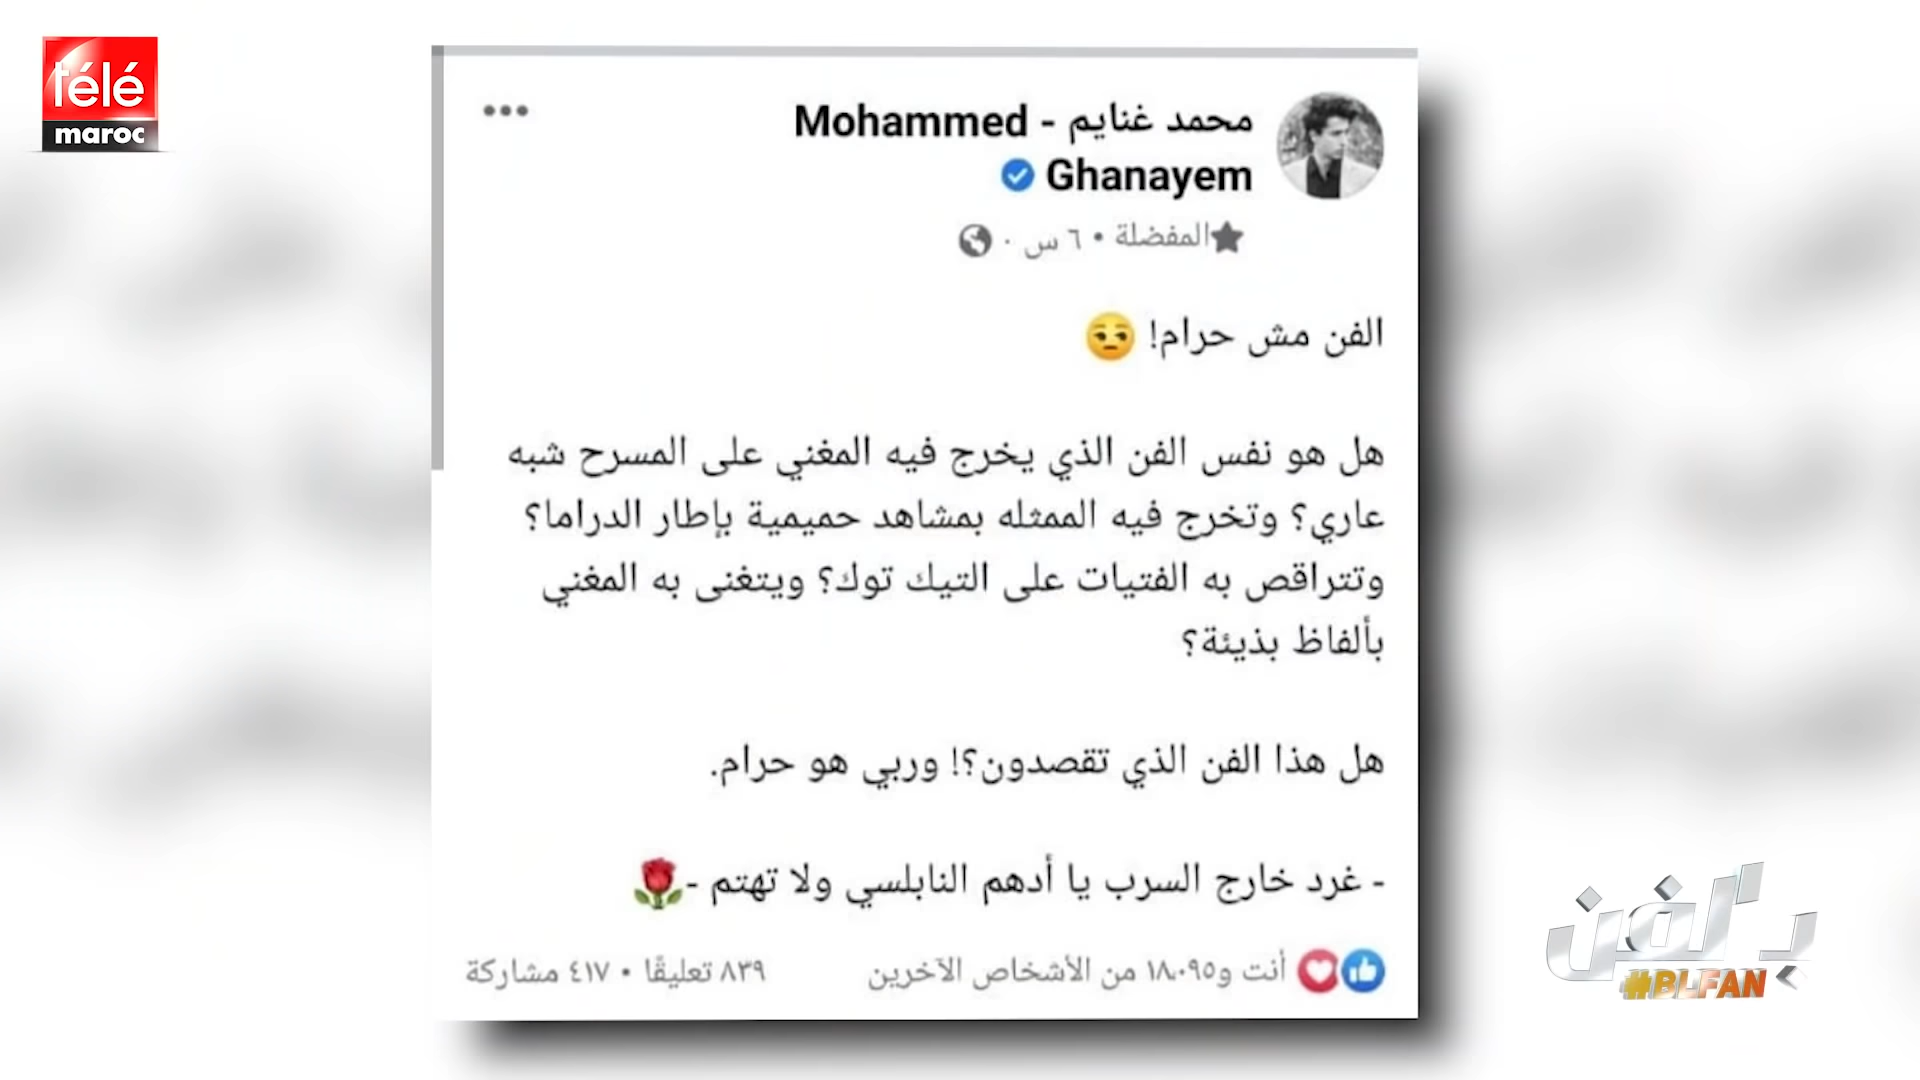 télé
maroc
محمد غنايم - Mohammed
Ghanayem
المفضلة • ٦ س ·
الفن مش حرام! 😒
هل هو نفس الفن الذي يخرج فيه المغني على المسرح شبه
عاري؟ وتخرج فيه الممثله بمشاهد حميمية بإطار الدراما؟
وتتراقص به الفتيات على التيك توك؟ ويتغنى به المغني
بألفاظ بذيئة؟
هل هذا الفن الذي تقصدون؟! وربي هو حرام.
- غرد خارج السرب يا أدهم النابلسي ولا تهتم -🌹
أنت و١٨٠٠٩٥ من الأشخاص الآخرين
٨٣٩ تعليقًا • ٤١٧ مشاركة
بالفن
#BLFAN